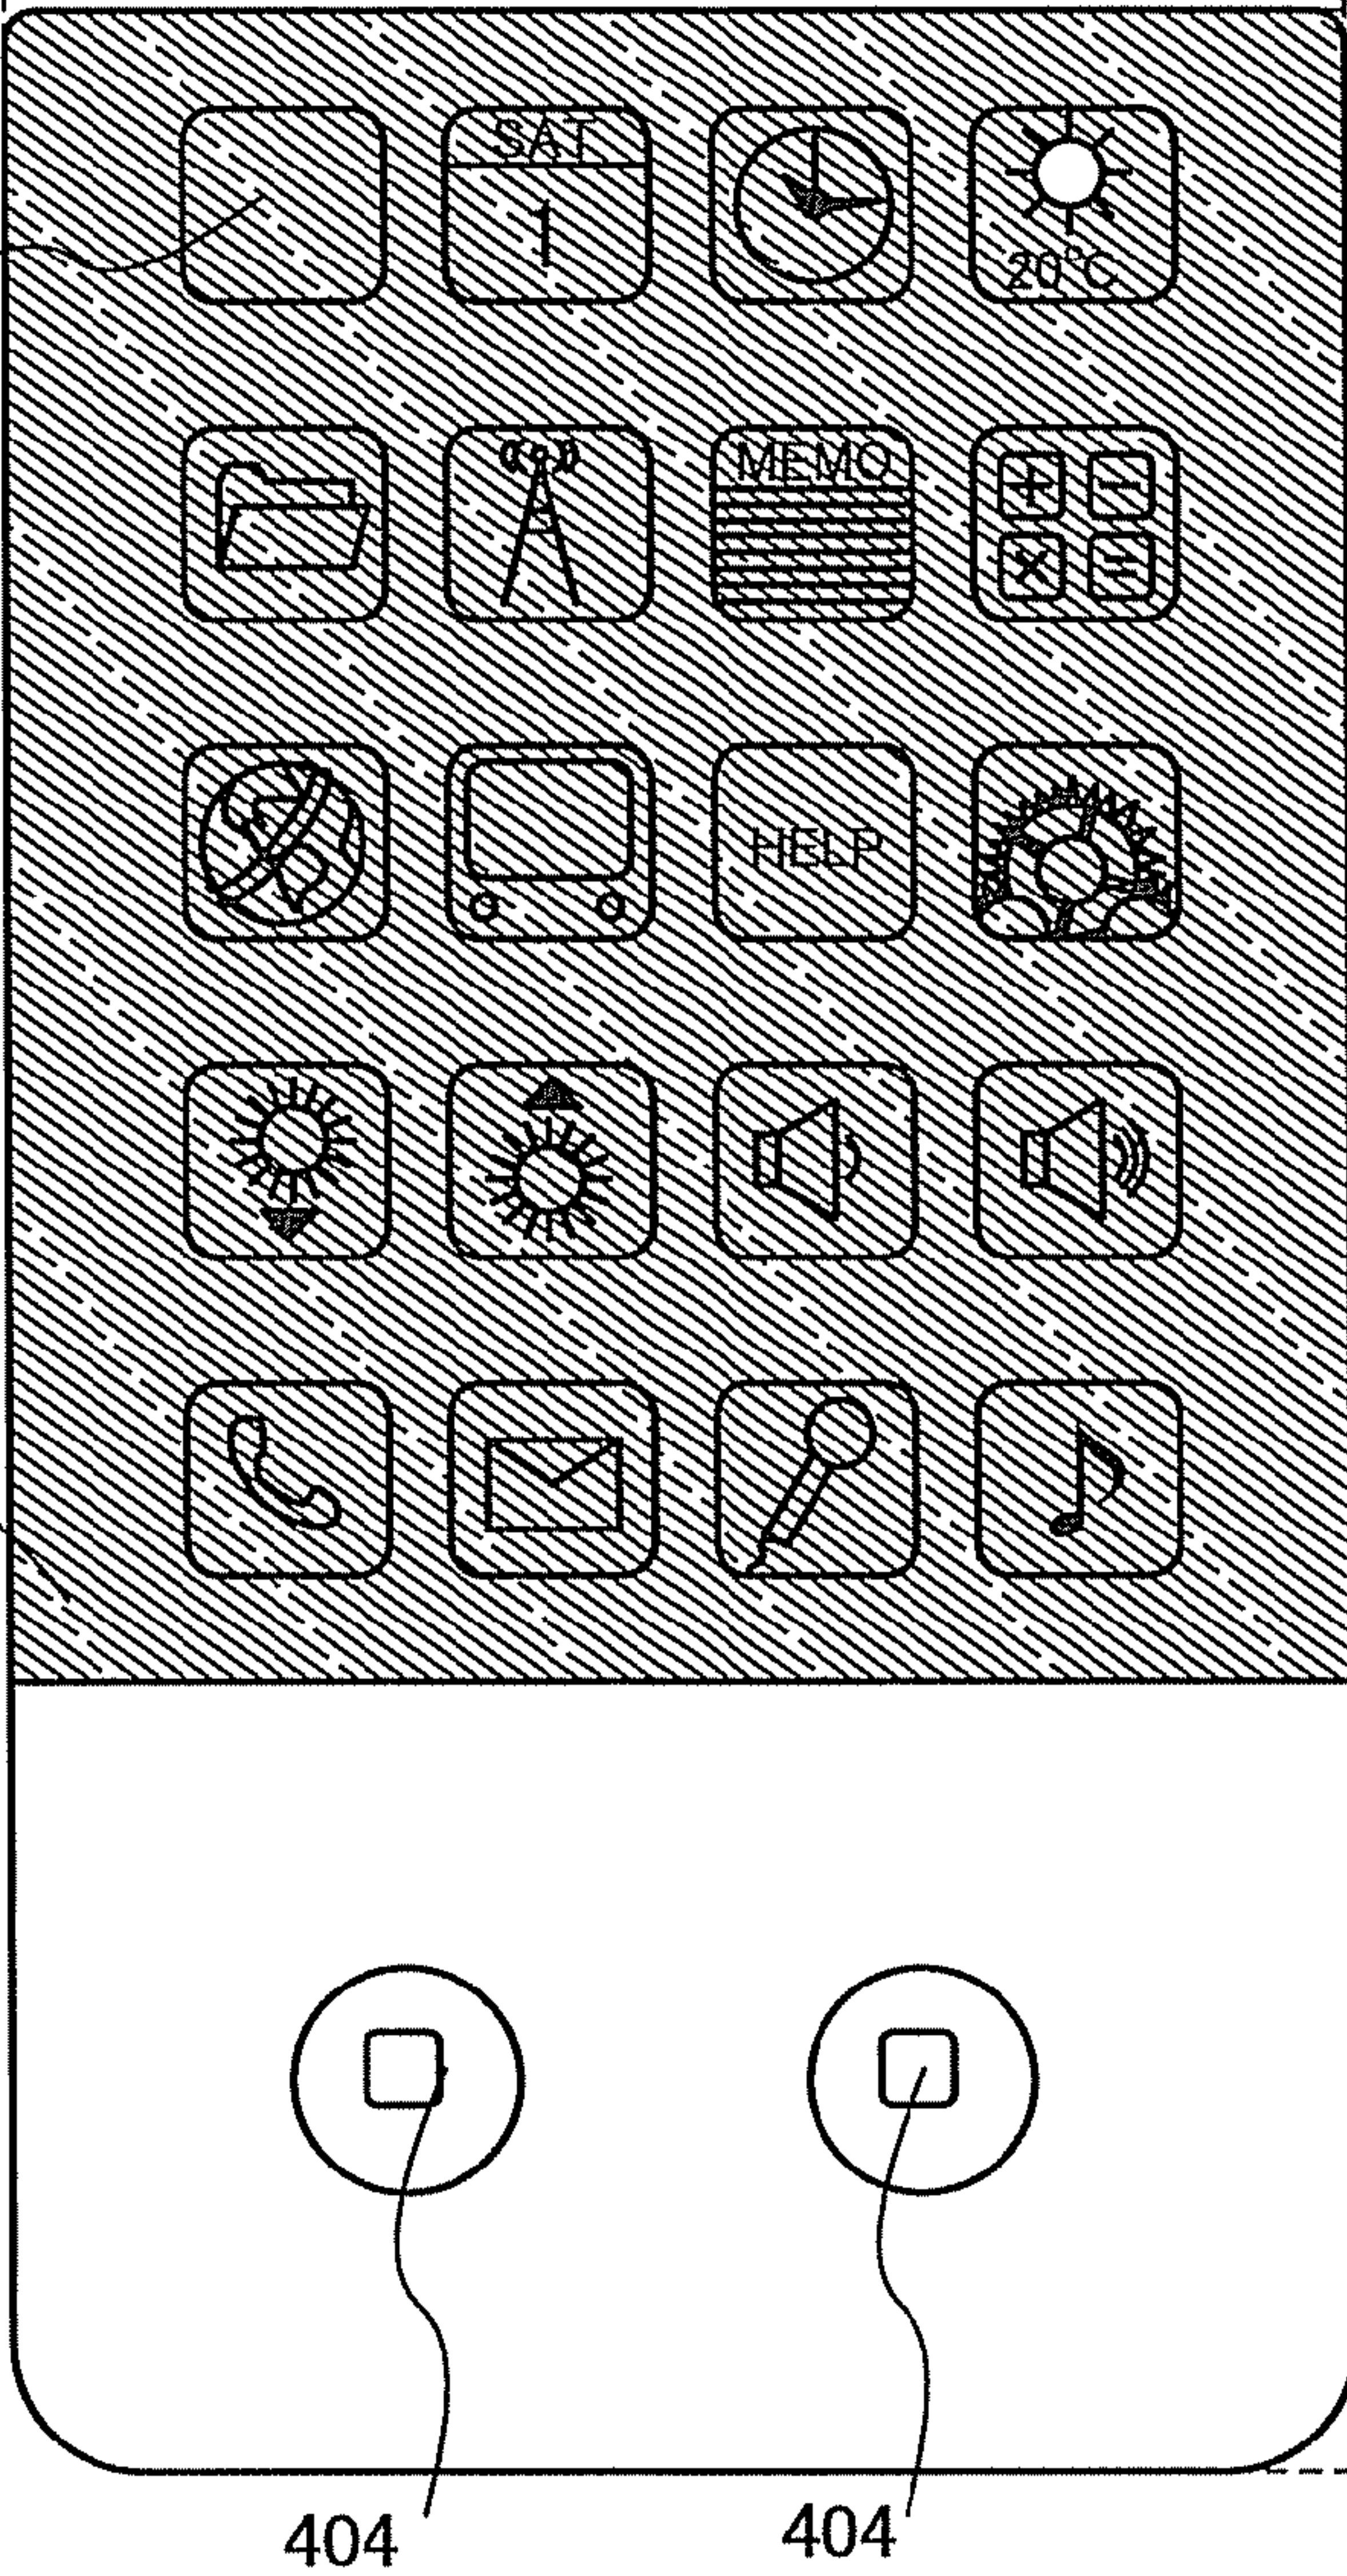 SAT
1
20°C
MEMO
+ −
× =
HELP
404 404